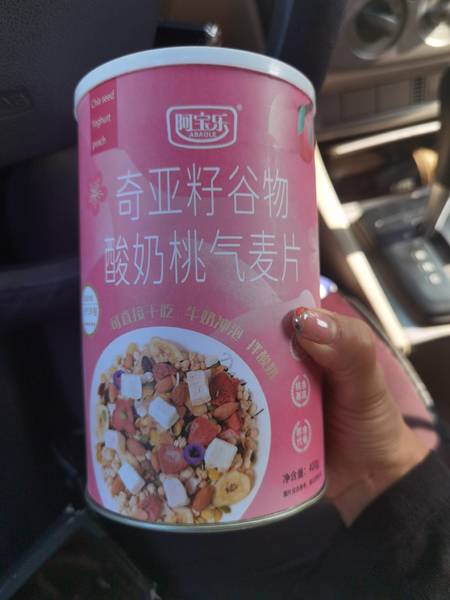 Chia seed
Yoghurt
peach
阿宝乐®
ABAOLE
奇亚籽谷物
酸奶桃气麦片
可直接干吃 牛奶冲泡 拌酸奶
净含量：400g